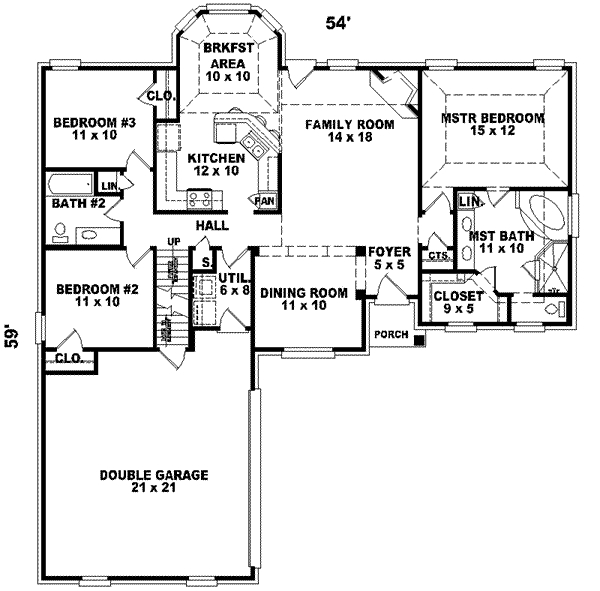 54'
BRKFST
AREA
10 x 10
CLO.
BEDROOM #3
11 x 10
FAMILY ROOM
14 x 18
MSTR BEDROOM
15 x 12
KITCHEN
12 x 10
PAN
LIN.
BATH #2
LIN.
HALL
UP
MST BATH
10 x 11
FOYER
5 x 5
CTS.
S.
UTIL.
6 x 8
BEDROOM #2
11 x 10
DINING ROOM
11 x 10
CLOSET
9 x 5
PORCH
59'
CLO.
DOUBLE GARAGE
21 x 21